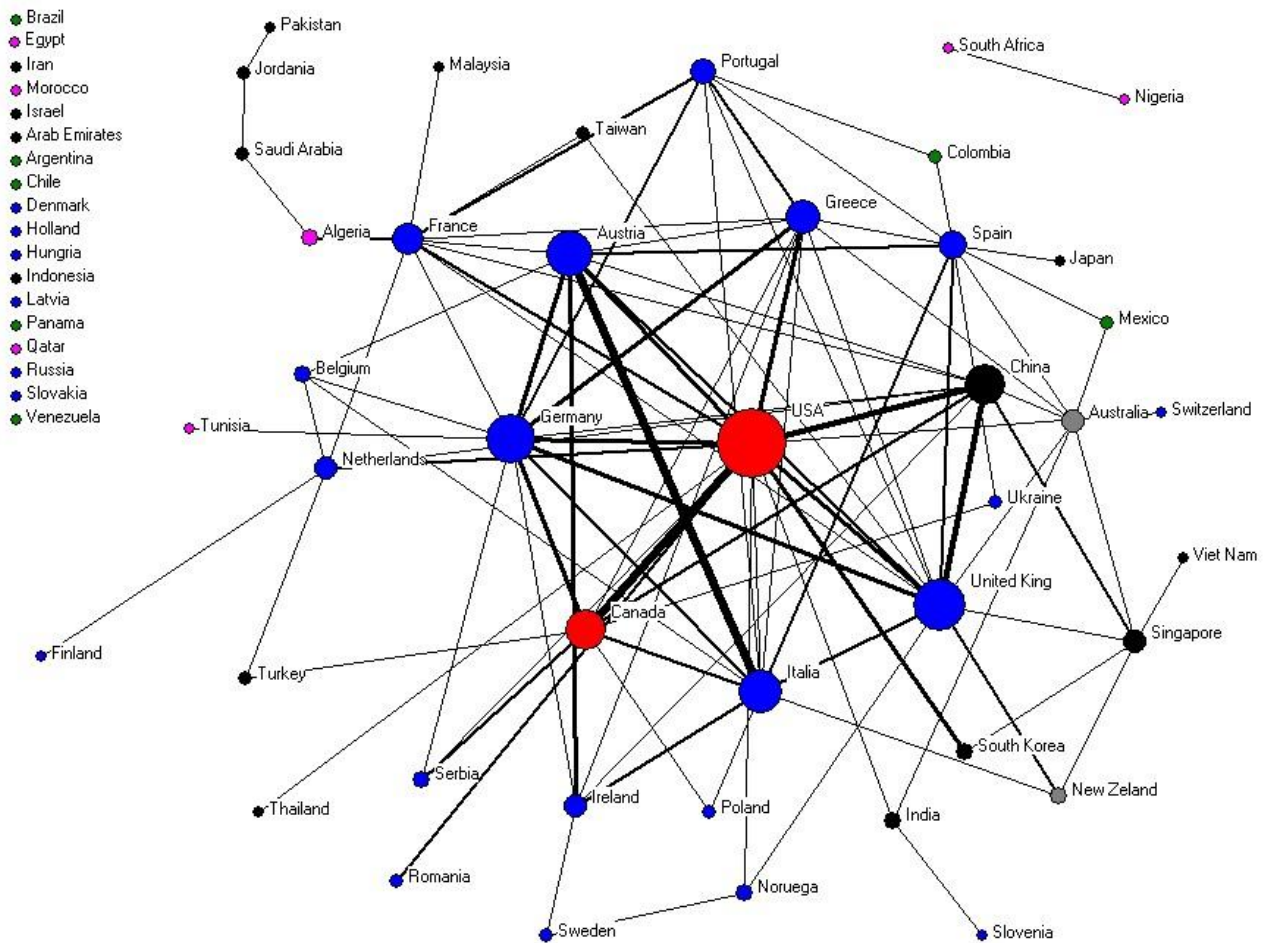 Brazil
Egypt
Iran
Morocco
Israel
Arab Emirates
Argentina
Chile
Denmark
Holland
Hungria
Indonesia
Latvia
Panama
Qatar
Russia
Slovakia
Venezuela
Pakistan
Jordania
Malaysia
Portugal
South Africa
Nigeria
Taiwan
Saudi Arabia
Colombia
Algeria
France
Austria
Greece
Spain
Japan
Mexico
Belgium
China
Germany
USA
Australia
Switzerland
Tunisia
Netherlands
Ukraine
Viet Nam
United King
Canada
Singapore
Finland
Turkey
Italia
South Korea
Serbia
Ireland
Poland
New Zeland
Thailand
India
Romania
Noruega
Sweden
Slovenia